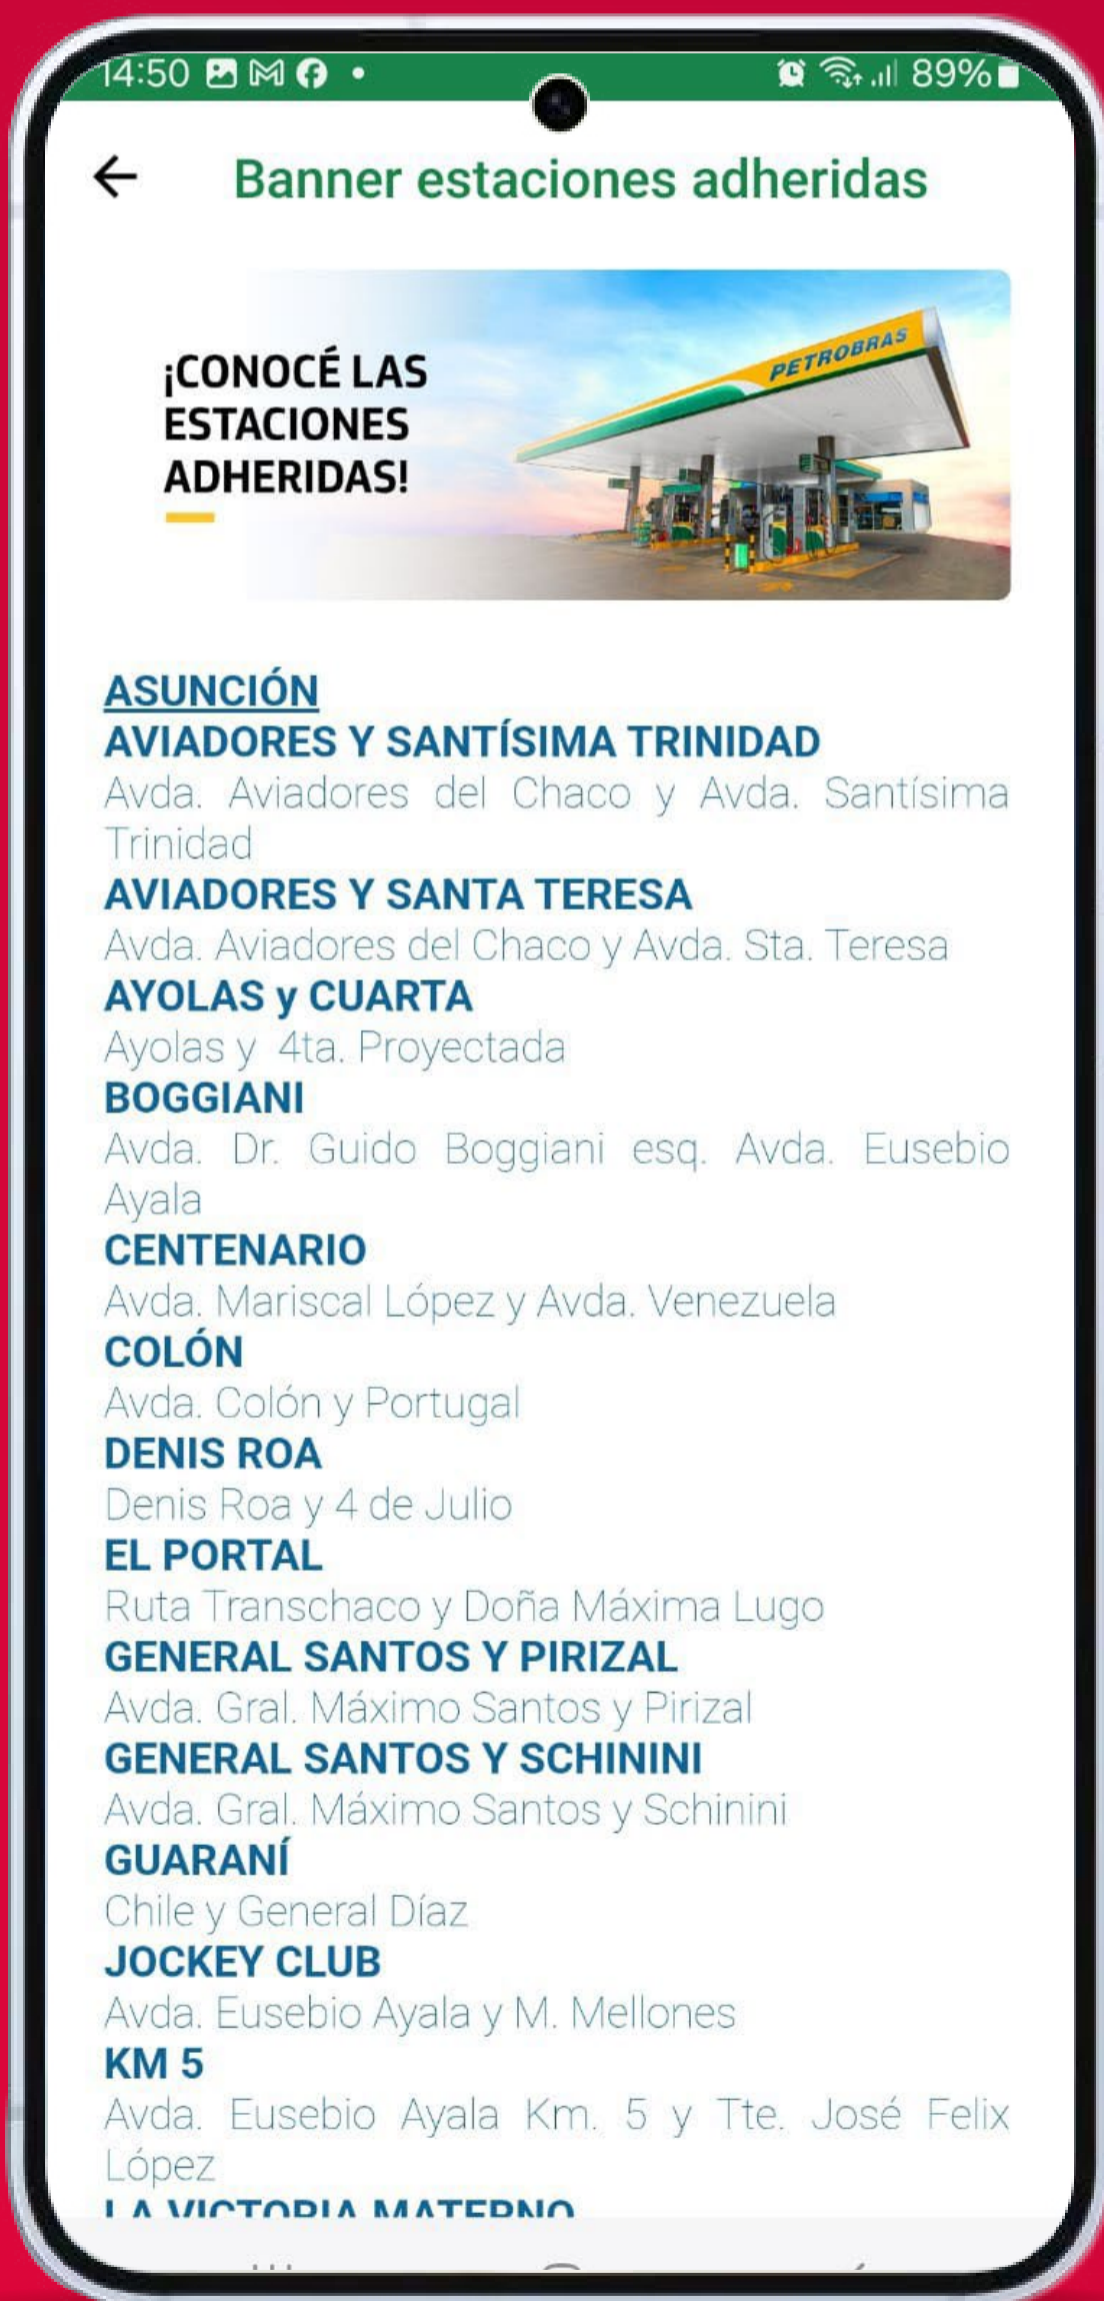 14:50
89%
Banner estaciones adheridas
¡CONOCÉ LAS
ESTACIONES
ADHERIDAS!
PETROBRAS
ASUNCIÓN
AVIADORES Y SANTÍSIMA TRINIDAD
Avda. Aviadores del Chaco y Avda. Santísima
Trinidad
AVIADORES Y SANTA TERESA
Avda. Aviadores del Chaco y Avda. Sta. Teresa
AYOLAS y CUARTA
Ayolas y 4ta. Proyectada
BOGGIANI
Avda. Dr. Guido Boggiani esq. Avda. Eusebio
Ayala
CENTENARIO
Avda. Mariscal López y Avda. Venezuela
COLÓN
Avda. Colón y Portugal
DENIS ROA
Denis Roa y 4 de Julio
EL PORTAL
Ruta Transchaco y Doña Máxima Lugo
GENERAL SANTOS Y PIRIZAL
Avda. Gral. Máximo Santos y Pirizal
GENERAL SANTOS Y SCHININI
Avda. Gral. Máximo Santos y Schinini
GUARANÍ
Chile y General Díaz
JOCKEY CLUB
Avda. Eusebio Ayala y M. Mellones
KM 5
Avda. Eusebio Ayala Km. 5 y Tte. José Felix
López
LA VICTORIA MATERNO